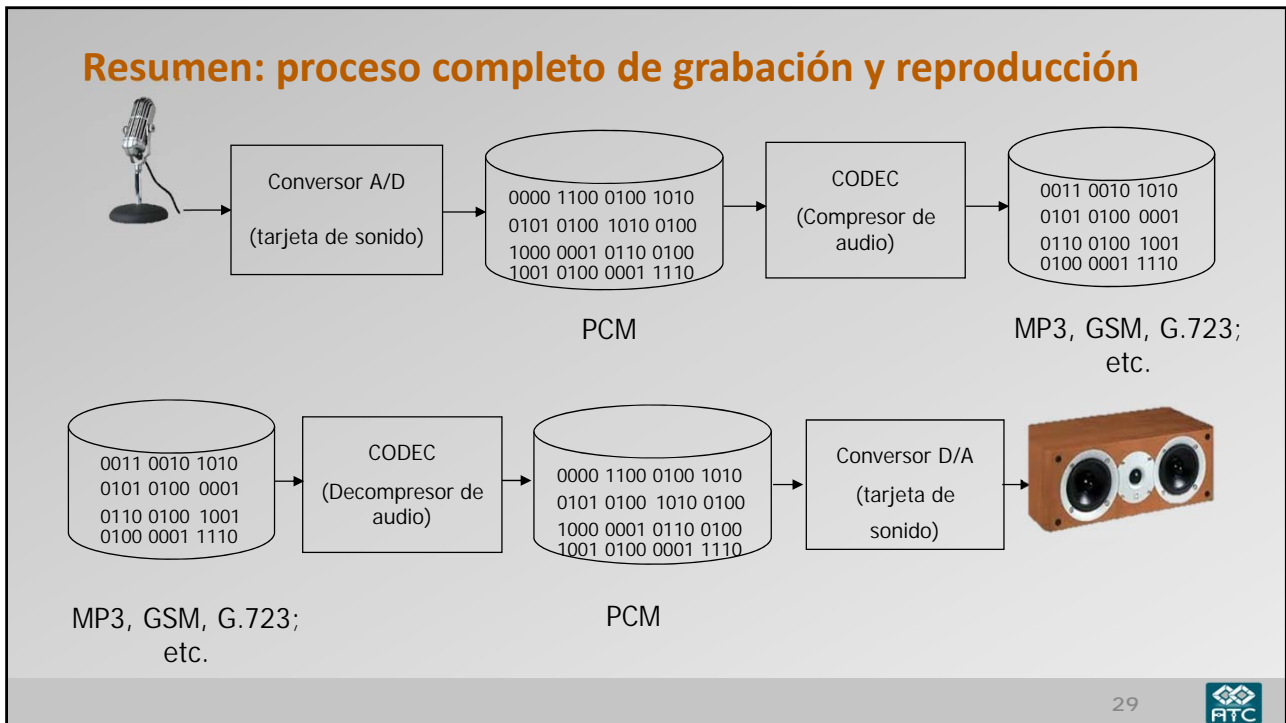 Resumen: proceso completo de grabación y reproducción
Conversor A/D
(tarjeta de sonido)
0000 1100 0100 1010
0101 0100 1010 0100
1000 0001 0110 0100
1001 0100 0001 1110
PCM
CODEC
(Compresor de
audio)
0011 0010 1010
0101 0100 0001
0110 0100 1001
0100 0001 1110
MP3, GSM, G.723;
etc.
0011 0010 1010
0101 0100 0001
0110 0100 1001
0100 0001 1110
MP3, GSM, G.723;
etc.
CODEC
(Decompresor de
audio)
0000 1100 0100 1010
0101 0100 1010 0100
1000 0001 0110 0100
1001 0100 0001 1110
PCM
Conversor D/A
(tarjeta de
sonido)
29
ATC